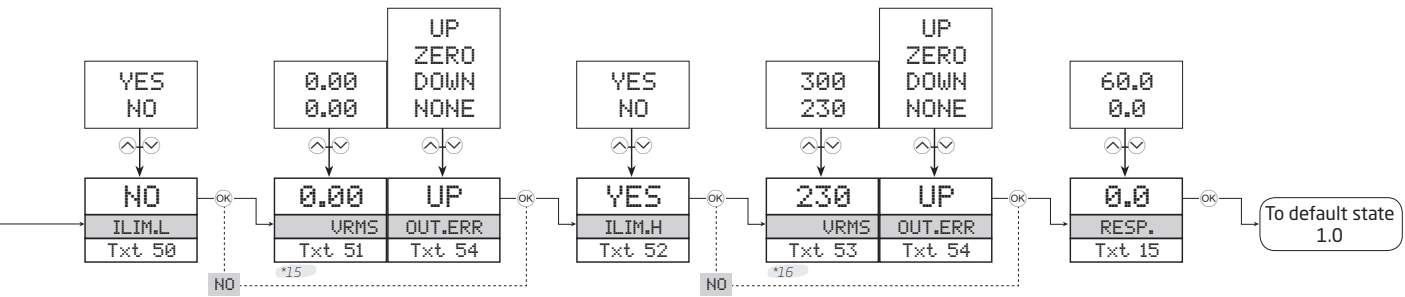 UP
ZERO
DOWN
NONE
UP
ZERO
DOWN
NONE
YES
NO
0.00
0.00
YES
NO
300
230
60.0
0.0
NO
OK
0.00
UP
OK
YES
OK
230
UP
OK
0.0
OK
To default state
1.0
ILIM.L
VRMS
OUT.ERR
ILIM.H
VRMS
OUT.ERR
RESP.
Txt 50
Txt 51
Txt 54
Txt 52
Txt 53
Txt 54
Txt 15
*15
*16
NO
NO